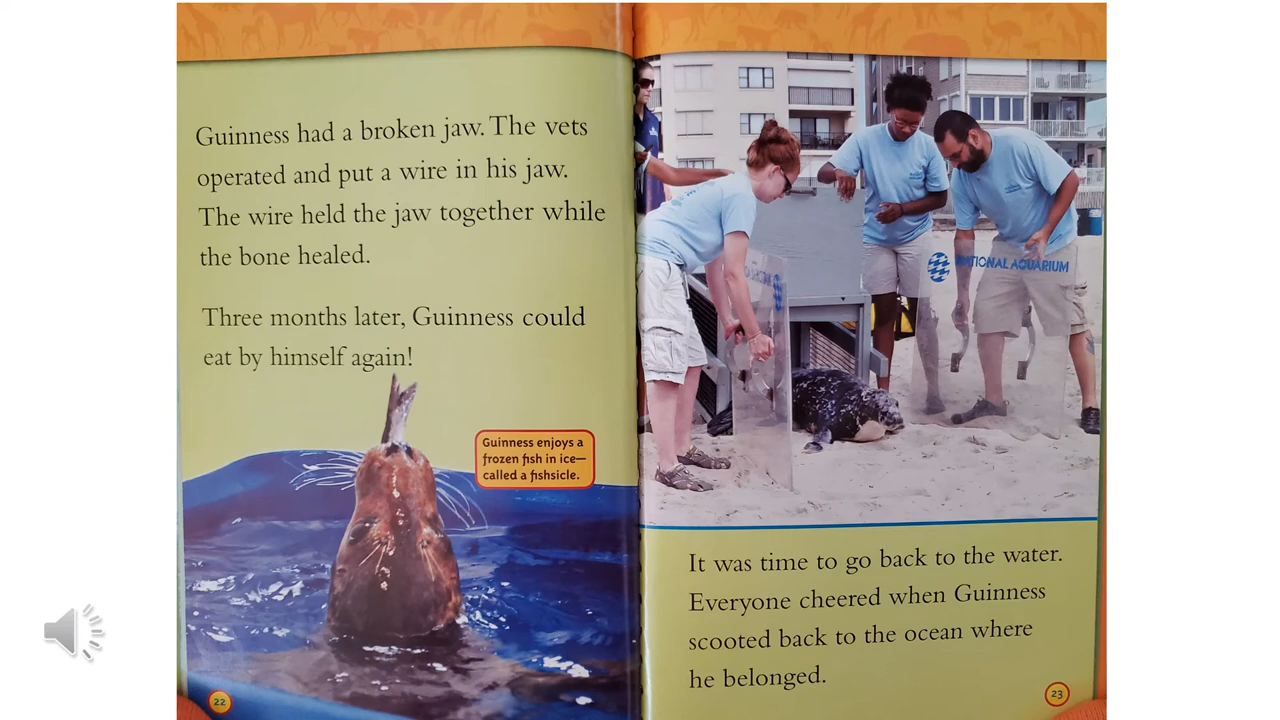 Guinness had a broken jaw. The vets
operated and put a wire in his jaw.
The wire held the jaw together while
the bone healed.
Three months later, Guinness could
eat by himself again!
Guinness enjoys a
frozen fish in ice—
called a fishsicle.
22
NATIONAL AQUARIUM
It was time to go back to the water.
Everyone cheered when Guinness
scooted back to the ocean where
he belonged.
23